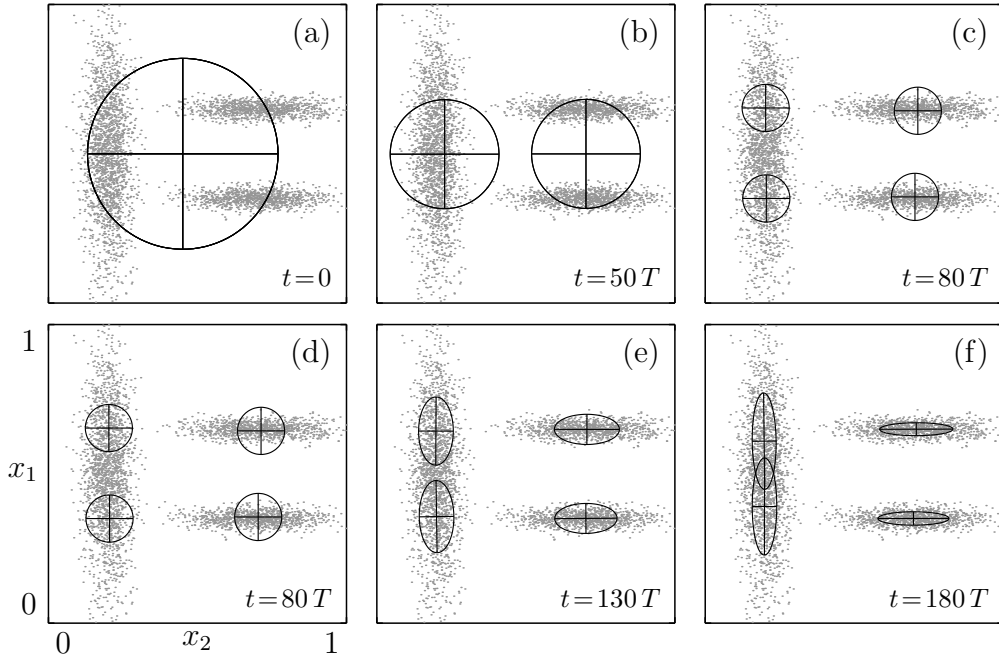 (a)
t=0
(b)
t=50 T
(c)
t=80 T
1
x₁
0
(d)
t=80 T
0 x₂ 1
(e)
t=130 T
(f)
t=180 T